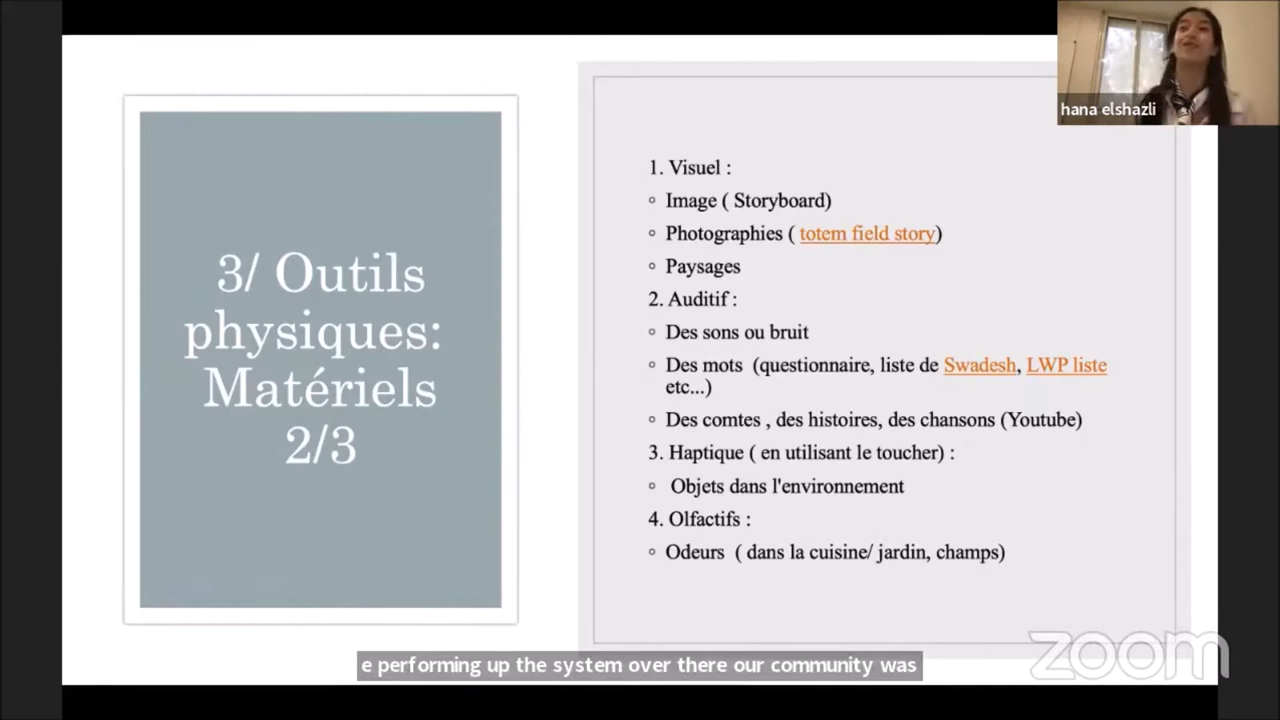 hana elshazli
3/ Outils
physiques:
Matériels
2/3
1. Visuel :
◦ Image ( Storyboard)
◦ Photographies ( totem field story)
◦ Paysages
2. Auditif :
◦ Des sons ou bruit
◦ Des mots (questionnaire, liste de Swadesh, LWP liste
etc...)
◦ Des comtes , des histoires, des chansons (Youtube)
3. Haptique ( en utilisant le toucher) :
◦ Objets dans l'environnement
4. Olfactifs :
◦ Odeurs ( dans la cuisine/ jardin, champs)
zoom
e performing up the system over there our community was